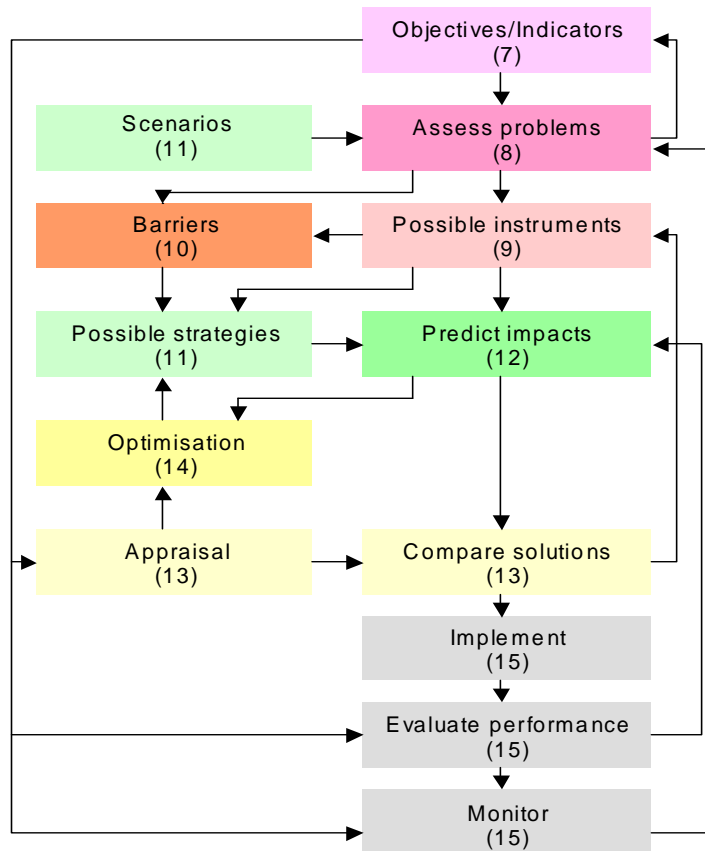 Objectives/Indicators
(7)
Scenarios
(11)
Assess problems
(8)
Barriers
(10)
Possible instruments
(9)
Possible strategies
(11)
Predict impacts
(12)
Optimisation
(14)
Appraisal
(13)
Compare solutions
(13)
Implement
(15)
Evaluate performance
(15)
Monitor
(15)